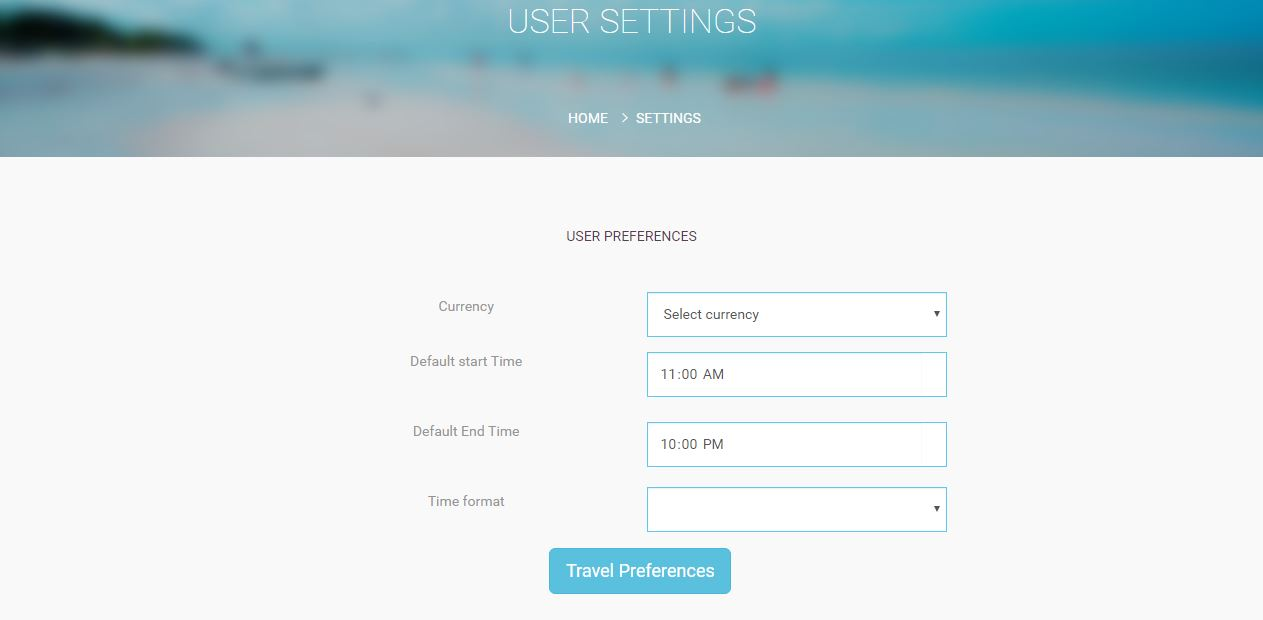 USER SETTINGS
HOME > SETTINGS
USER PREFERENCES
Currency
Select currency
Default start Time
11:00 AM
Default End Time
10:00 PM
Time format
Travel Preferences